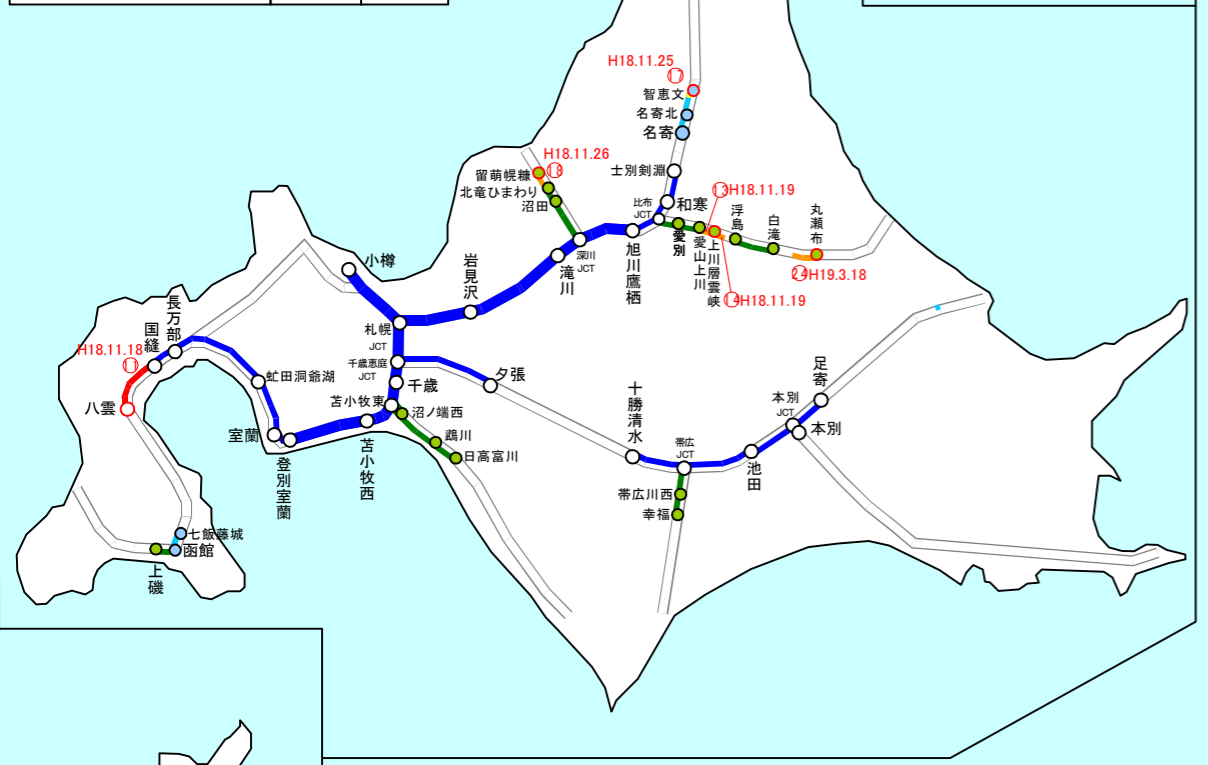 H18.11.25
⑰
智恵文
名寄北
名寄
士別剣淵
H18.11.26
⑱
留萌幌糠
北竜ひまわり
沼田
比布
JCT
和寒
⑬H18.11.19
浮島
白滝
丸瀬布
愛別
愛山上川
上川層雲峡
㉔H19.3.18
⑭H18.11.19
深川
JCT
旭川鷹栖
滝川
岩見沢
小樽
札幌
JCT
長万部
国縫
H18.11.18
⑪
八雲
虻田洞爺湖
千歳恵庭
JCT
千歳
夕張
苫小牧東
沼ノ端西
鵡川
日高富川
苫小牧西
室蘭
登別室蘭
十勝清水
帯広
JCT
帯広川西
幸福
池田
本別
JCT
本別
足寄
七飯藤城
函館
上磯